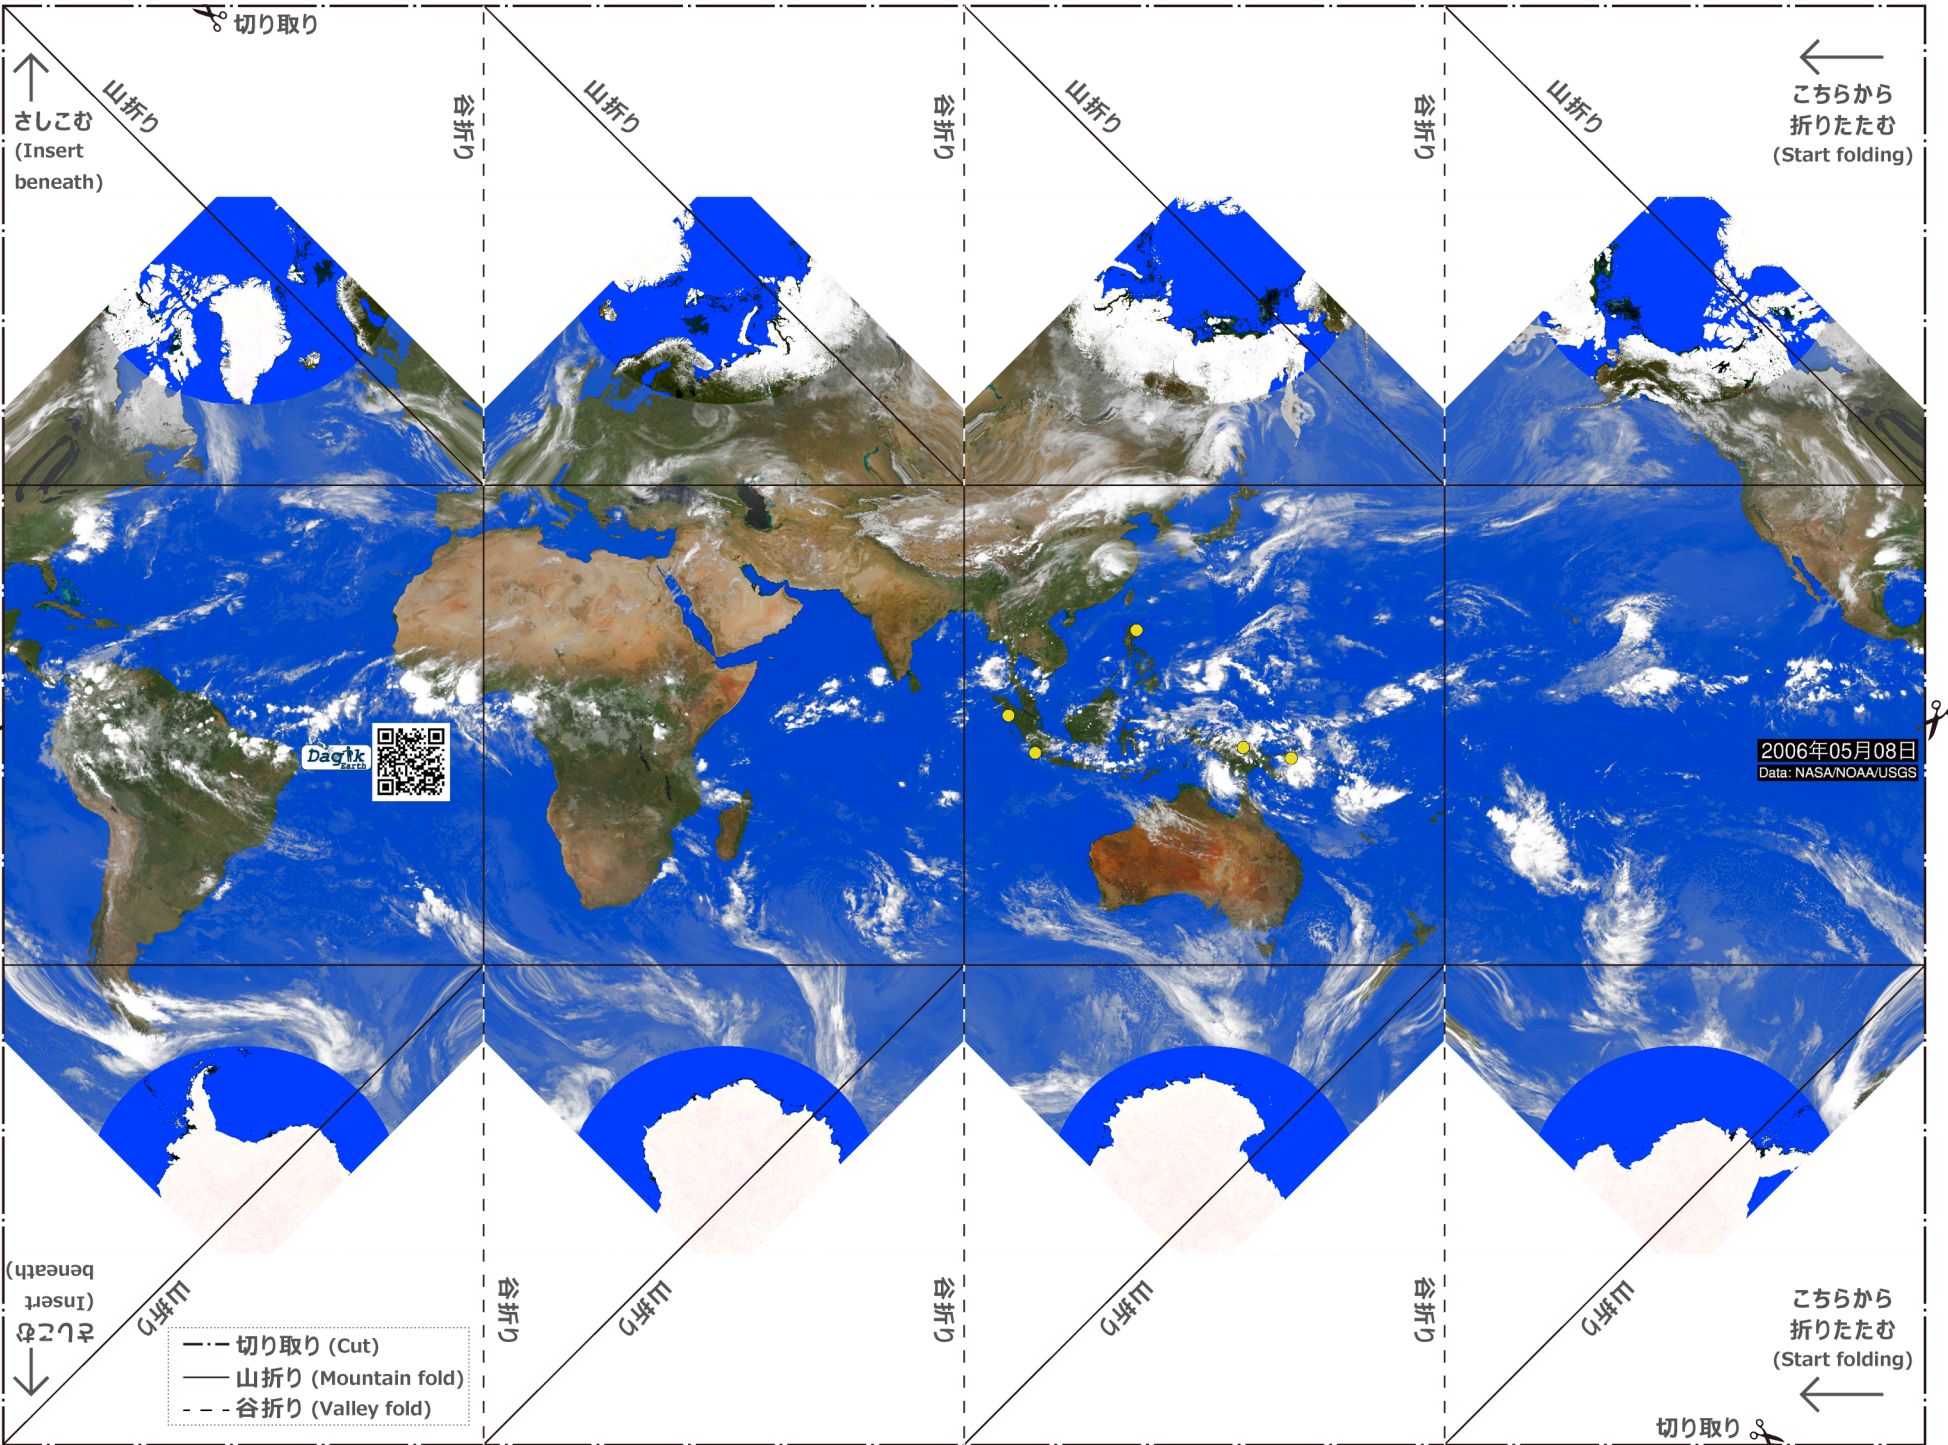 切り取り
山折り
谷折り
山折り
谷折り
山折り
谷折り
山折り
さしこむ
(Insert
beneath)
こちらから
折りたたむ
(Start folding)
Dagik
Earth
2006年05月08日
Data: NASA/NOAA/USGS
さしこむ
(Insert
beneath)
山折り
谷折り
山折り
谷折り
山折り
谷折り
山折り
こちらから
折りたたむ
(Start folding)
切り取り (Cut)
山折り (Mountain fold)
谷折り (Valley fold)
切り取り